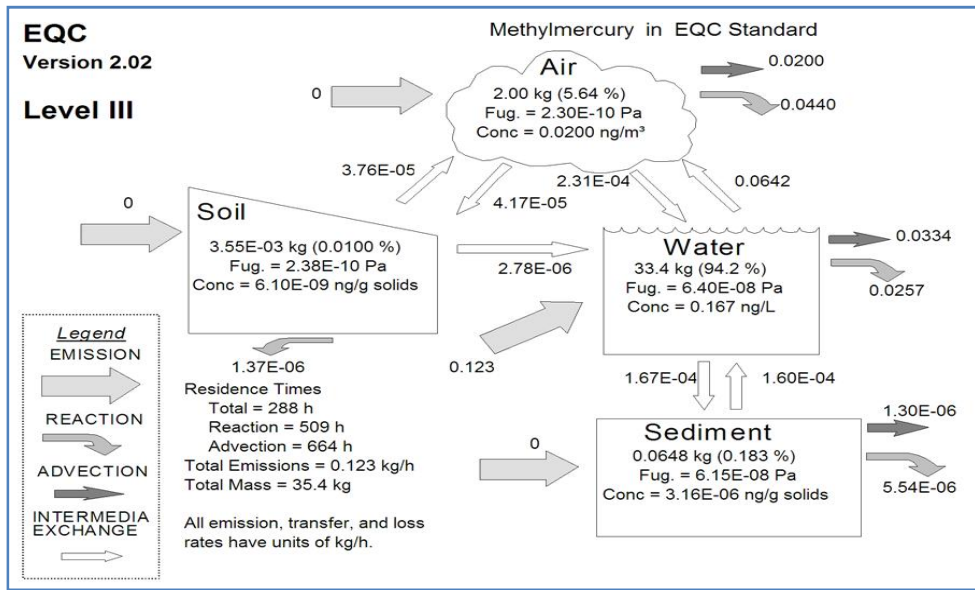 EQC
Version 2.02
Level III
Methylmercury in EQC Standard
Air
2.00 kg (5.64 %)
Fug. = 2.30E-10 Pa
Conc = 0.0200 ng/m³
0
0.0200
0.0440
3.76E-05
4.17E-05
2.31E-04
0.0642
0
Soil
3.55E-03 kg (0.0100 %)
Fug. = 2.38E-10 Pa
Conc = 6.10E-09 ng/g solids
2.78E-06
Water
33.4 kg (94.2 %)
Fug. = 6.40E-08 Pa
Conc = 0.167 ng/L
0.0334
0.0257
0.123
1.37E-06
1.67E-04
1.60E-04
Legend
EMISSION
REACTION
ADVECTION
INTERMEDIA
EXCHANGE
Residence Times
Total = 288 h
Reaction = 509 h
Advection = 664 h
Total Emissions = 0.123 kg/h
Total Mass = 35.4 kg
All emission, transfer, and loss
rates have units of kg/h.
0
Sediment
0.0648 kg (0.183 %)
Fug. = 6.15E-08 Pa
Conc = 3.16E-06 ng/g solids
1.30E-06
5.54E-06